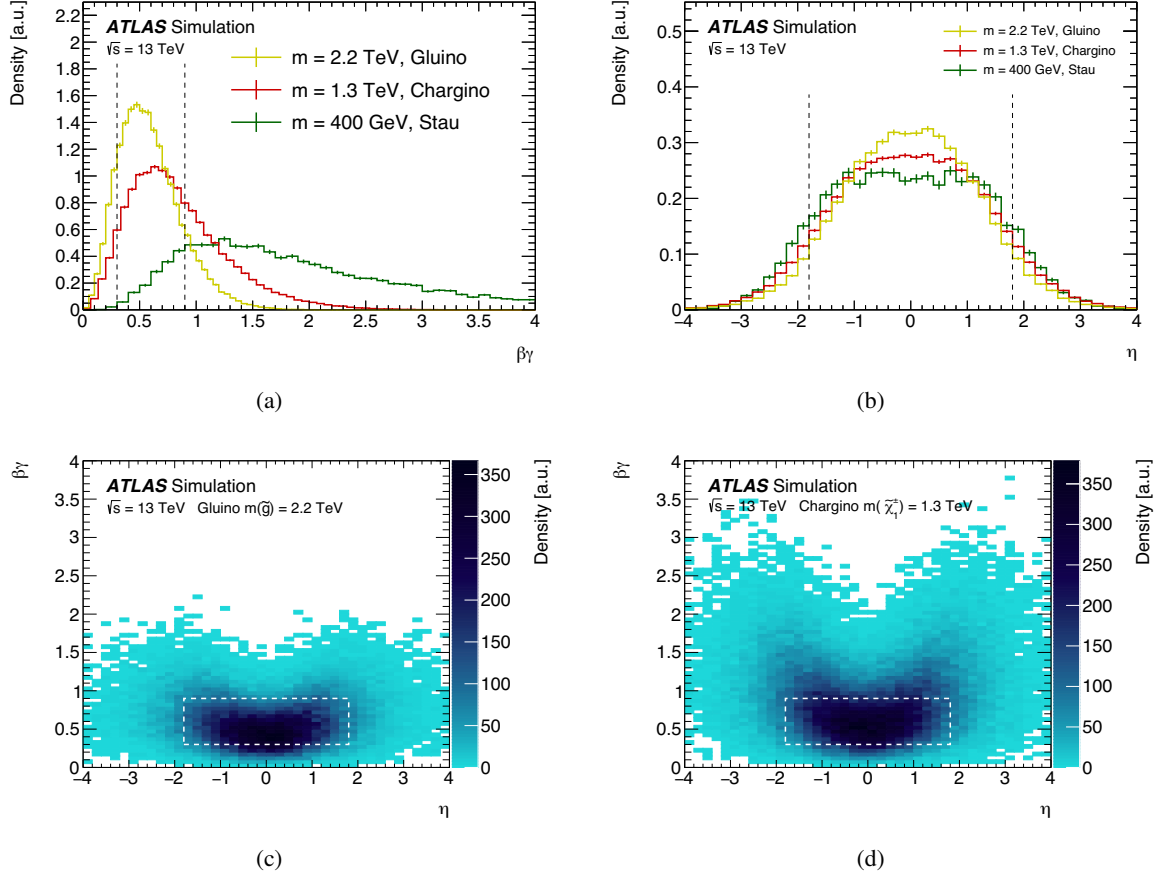 Density [a.u.]
2.2
2
1.8
1.6
1.4
1.2
1
0.8
0.6
0.4
0.2
0
ATLAS Simulation
√s = 13 TeV
m = 2.2 TeV, Gluino
m = 1.3 TeV, Chargino
m = 400 GeV, Stau
0 0.5 1 1.5 2 2.5 3 3.5 4
βγ
(a)
Density [a.u.]
0.5
0.4
0.3
0.2
0.1
0
ATLAS Simulation
√s = 13 TeV
m = 2.2 TeV, Gluino
m = 1.3 TeV, Chargino
m = 400 GeV, Stau
−4 −3 −2 −1 0 1 2 3 4
η
(b)
βγ
4
3.5
3
2.5
2
1.5
1
0.5
0
ATLAS Simulation
√s = 13 TeV Gluino m(g̃) = 2.2 TeV
−4 −3 −2 −1 0 1 2 3 4
η
350
300
250
200
150
100
50
0
Density [a.u.]
(c)
βγ
4
3.5
3
2.5
2
1.5
1
0.5
0
ATLAS Simulation
√s = 13 TeV Chargino m(χ̃₁⁺) = 1.3 TeV
−4 −3 −2 −1 0 1 2 3 4
η
350
300
250
200
150
100
50
0
Density [a.u.]
(d)